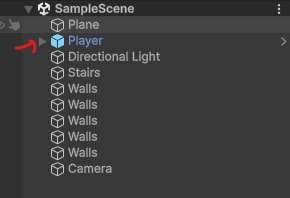 SampleScene
Plane
Player
Directional Light
Stairs
Walls
Walls
Walls
Walls
Walls
Camera